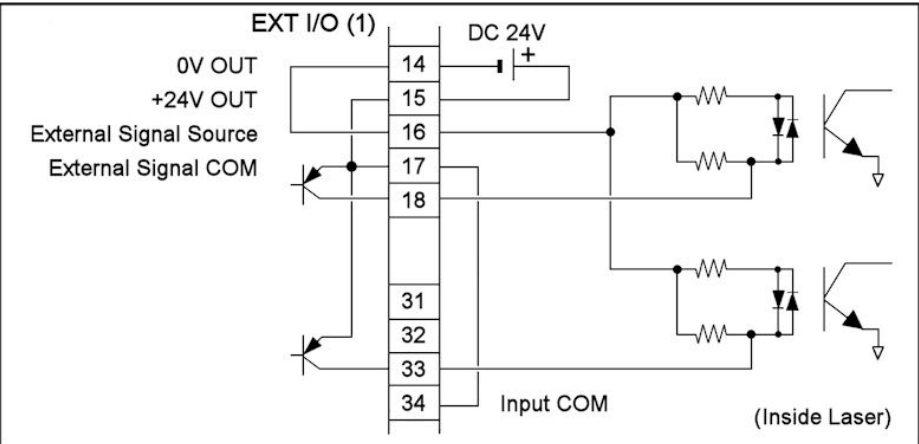 EXT I/O (1)
DC 24V
+
0V OUT 14
+24V OUT 15
External Signal Source 16
External Signal COM 17
18
31
32
33
34 Input COM
(Inside Laser)